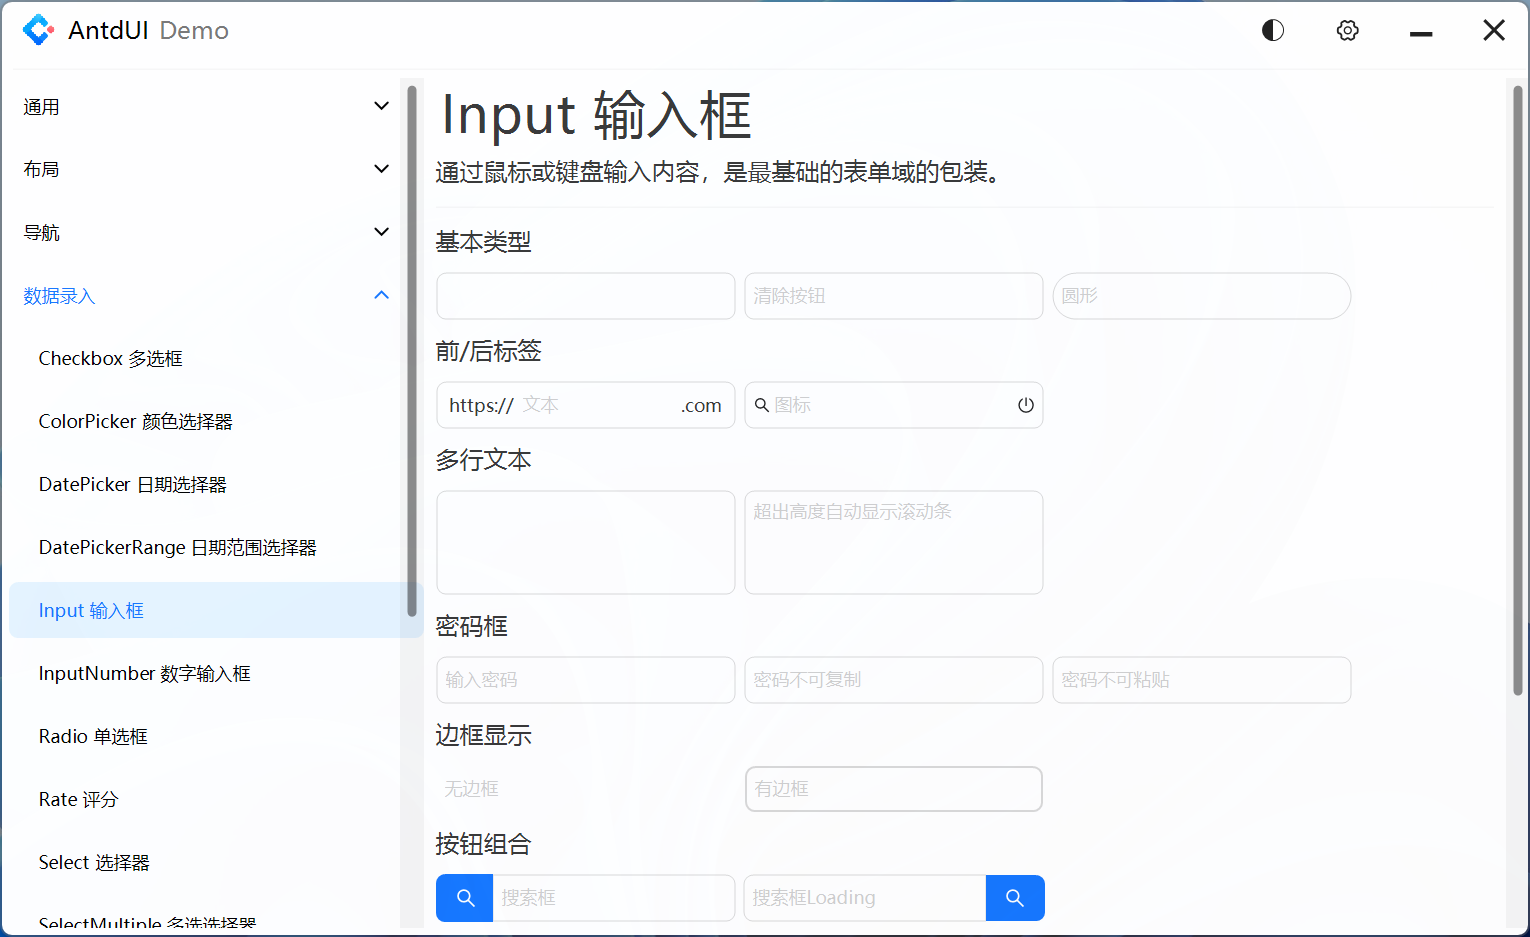 AntdUI Demo
通用
布局
导航
数据录入
Checkbox 多选框
ColorPicker 颜色选择器
DatePicker 日期选择器
DatePickerRange 日期范围选择器
Input 输入框
InputNumber 数字输入框
Radio 单选框
Rate 评分
Select 选择器
SelectMultiple 多选选择器
Input 输入框
通过鼠标或键盘输入内容，是最基础的表单域的包装。
基本类型
清除按钮 圆形
前/后标签
https:// 文本 .com 图标
多行文本
超出高度自动显示滚动条
密码框
输入密码 密码不可复制 密码不可粘贴
边框显示
无边框 有边框
按钮组合
搜索框 搜索框Loading